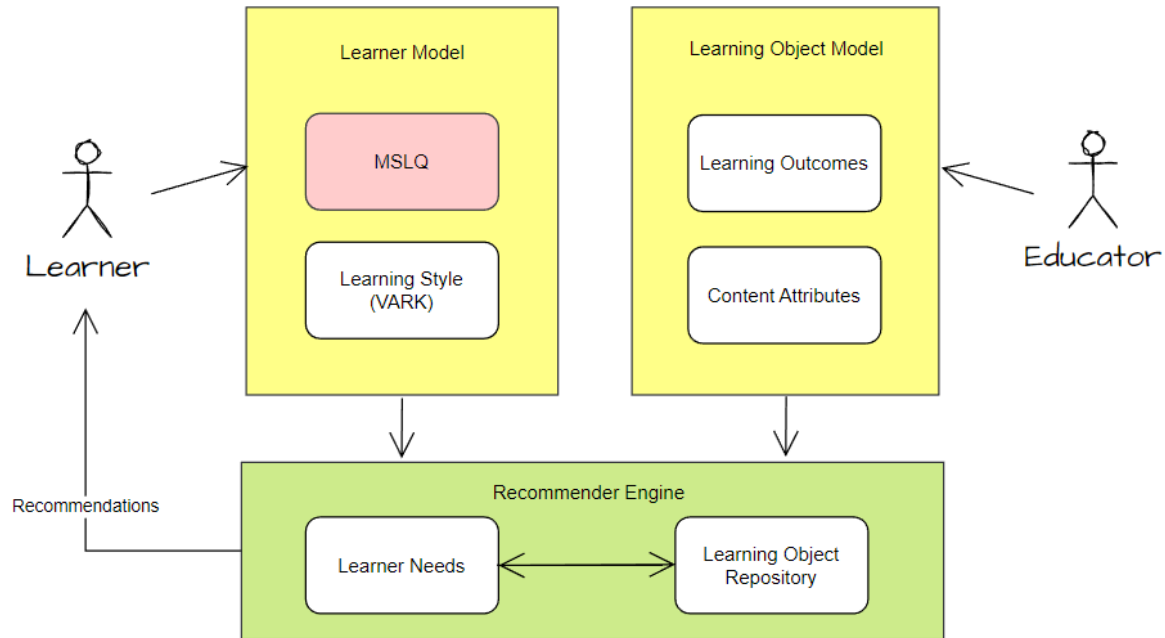 Learner Model
Learning Object Model
MSLQ
Learning Outcomes
Learner
Educator
Learning Style
(VARK)
Content Attributes
Recommendations
Recommender Engine
Learner Needs
Learning Object
Repository